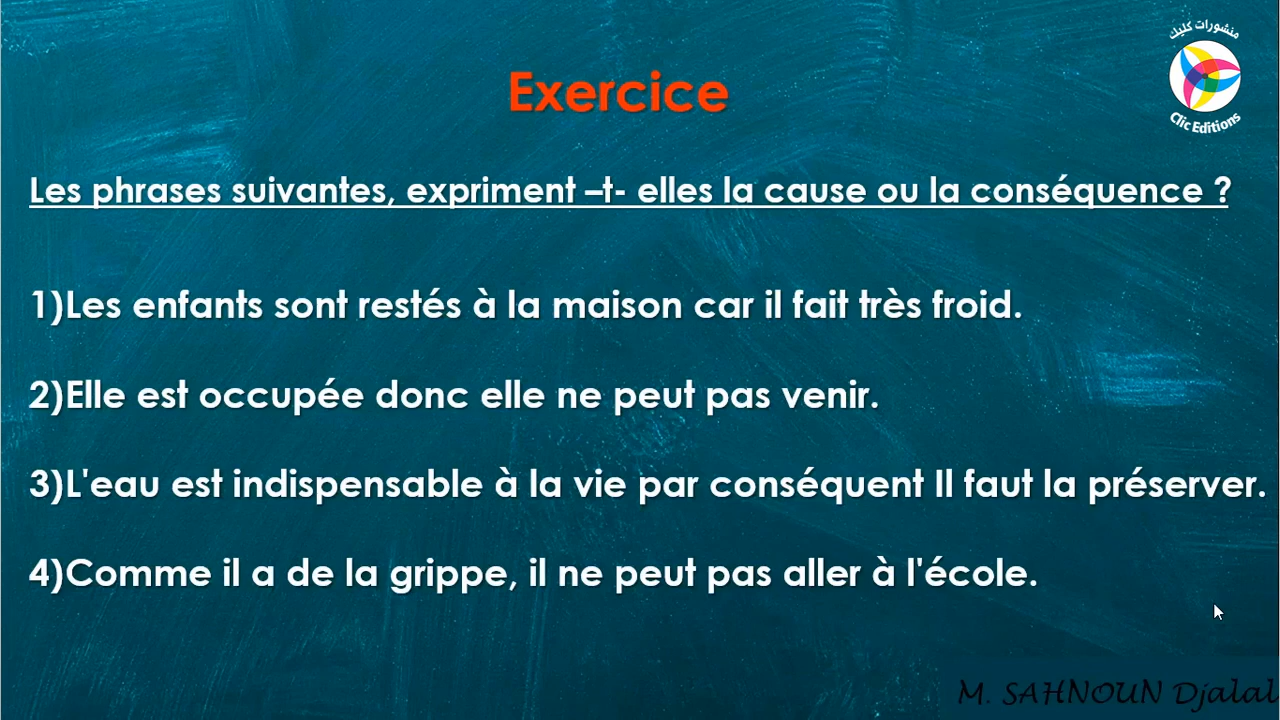 منشورات كليك
Clic Editions
Exercice
Les phrases suivantes, expriment –t- elles la cause ou la conséquence ?
1)Les enfants sont restés à la maison car il fait très froid.
2)Elle est occupée donc elle ne peut pas venir.
3)L'eau est indispensable à la vie par conséquent Il faut la préserver.
4)Comme il a de la grippe, il ne peut pas aller à l'école.
M. SAHNOUN Djalal